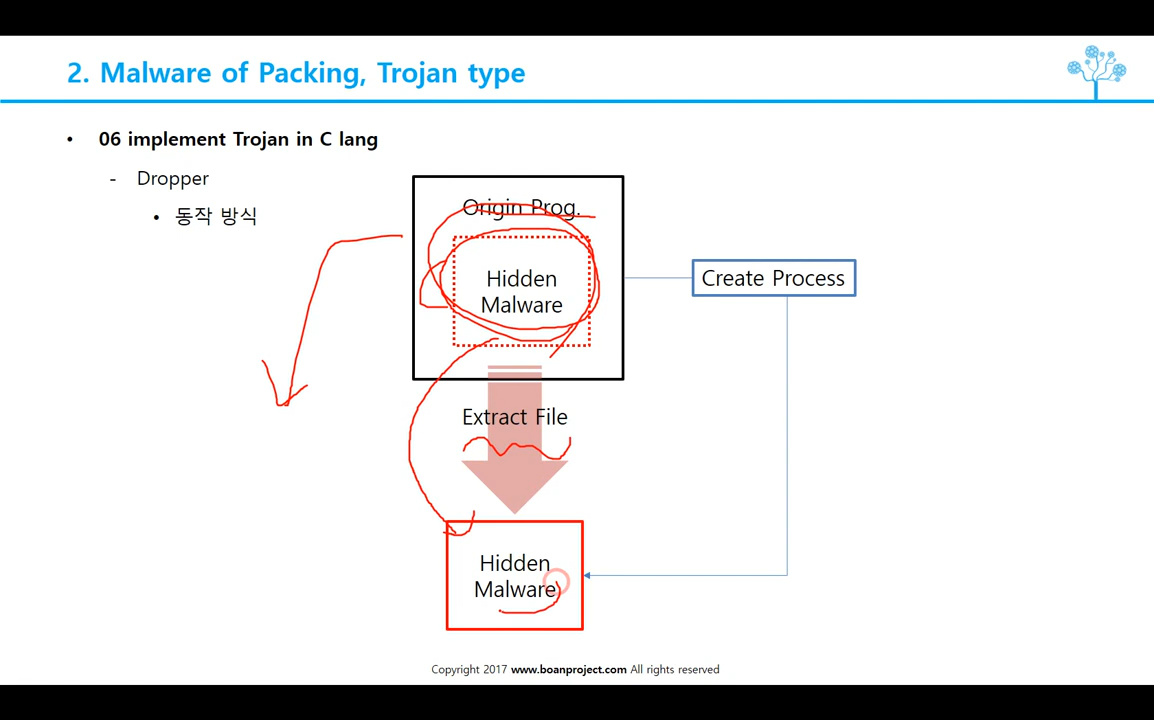 2. Malware of Packing, Trojan type
• 06 implement Trojan in C lang
- Dropper
• 동작 방식
Origin Prog.
Hidden
Malware
Create Process
Extract File
Hidden
Malware
Copyright 2017 www.boanproject.com All rights reserved